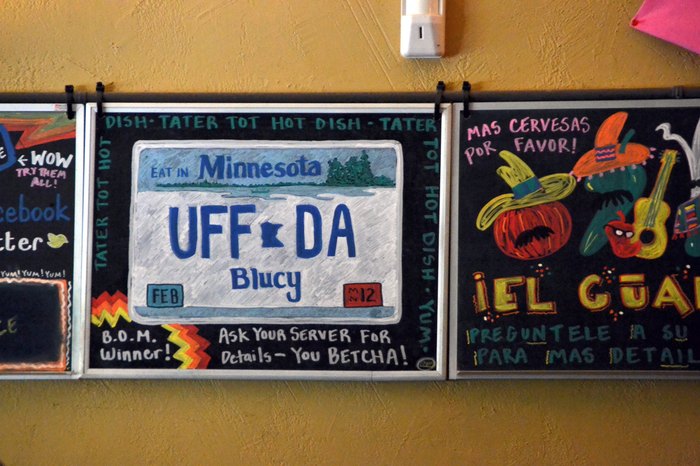 WOW
TRY THEM
ALL!
cebook
tter
YUM! YUM! YUM!
CE
DISH - TATER TOT HOT DISH - TATER
TOT HOT DISH - YUM.
TATER TOT HOT
EAT IN Minnesota
UFF DA
Blucy
FEB
12
B.O.M.
WINNER!
ASK YOUR SERVER FOR
DETAILS - YOU BETCHA!
MAS CERVESAS
POR FAVOR!
¡EL GUA
PREGUNTELE A SU
PARA MAS DETAIL